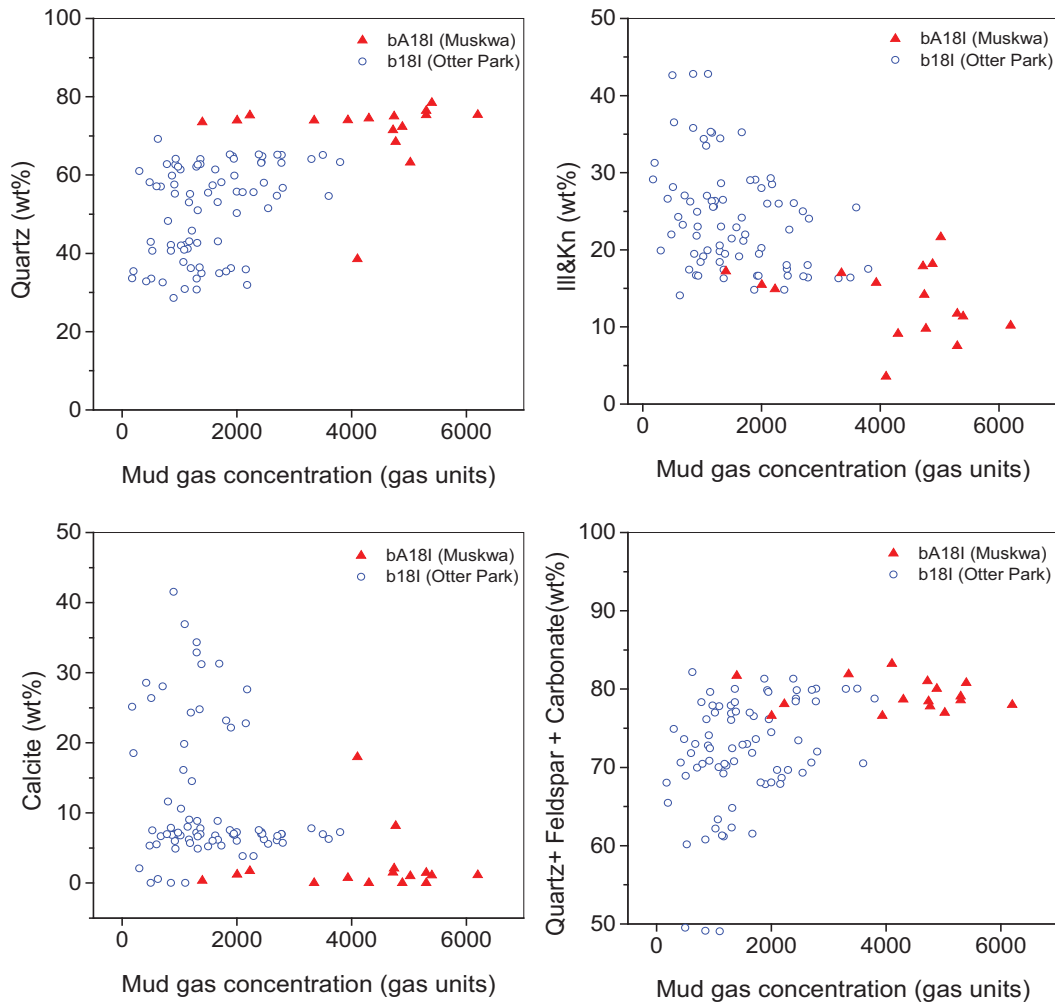 100
80
60
40
20
0
Quartz (wt%)
bA18I (Muskwa)
b18I (Otter Park)
0 2000 4000 6000
Mud gas concentration (gas units)
50
40
30
20
10
0
Ill&Kn (wt%)
bA18I (Muskwa)
b18I (Otter Park)
0 2000 4000 6000
Mud gas concentration (gas units)
50
40
30
20
10
0
Calcite (wt%)
bA18I (Muskwa)
b18I (Otter Park)
0 2000 4000 6000
Mud gas concentration (gas units)
100
90
80
70
60
50
Quartz+ Feldspar + Carbonate(wt%)
bA18I (Muskwa)
b18I (Otter Park)
0 2000 4000 6000
Mud gas concentration (gas units)